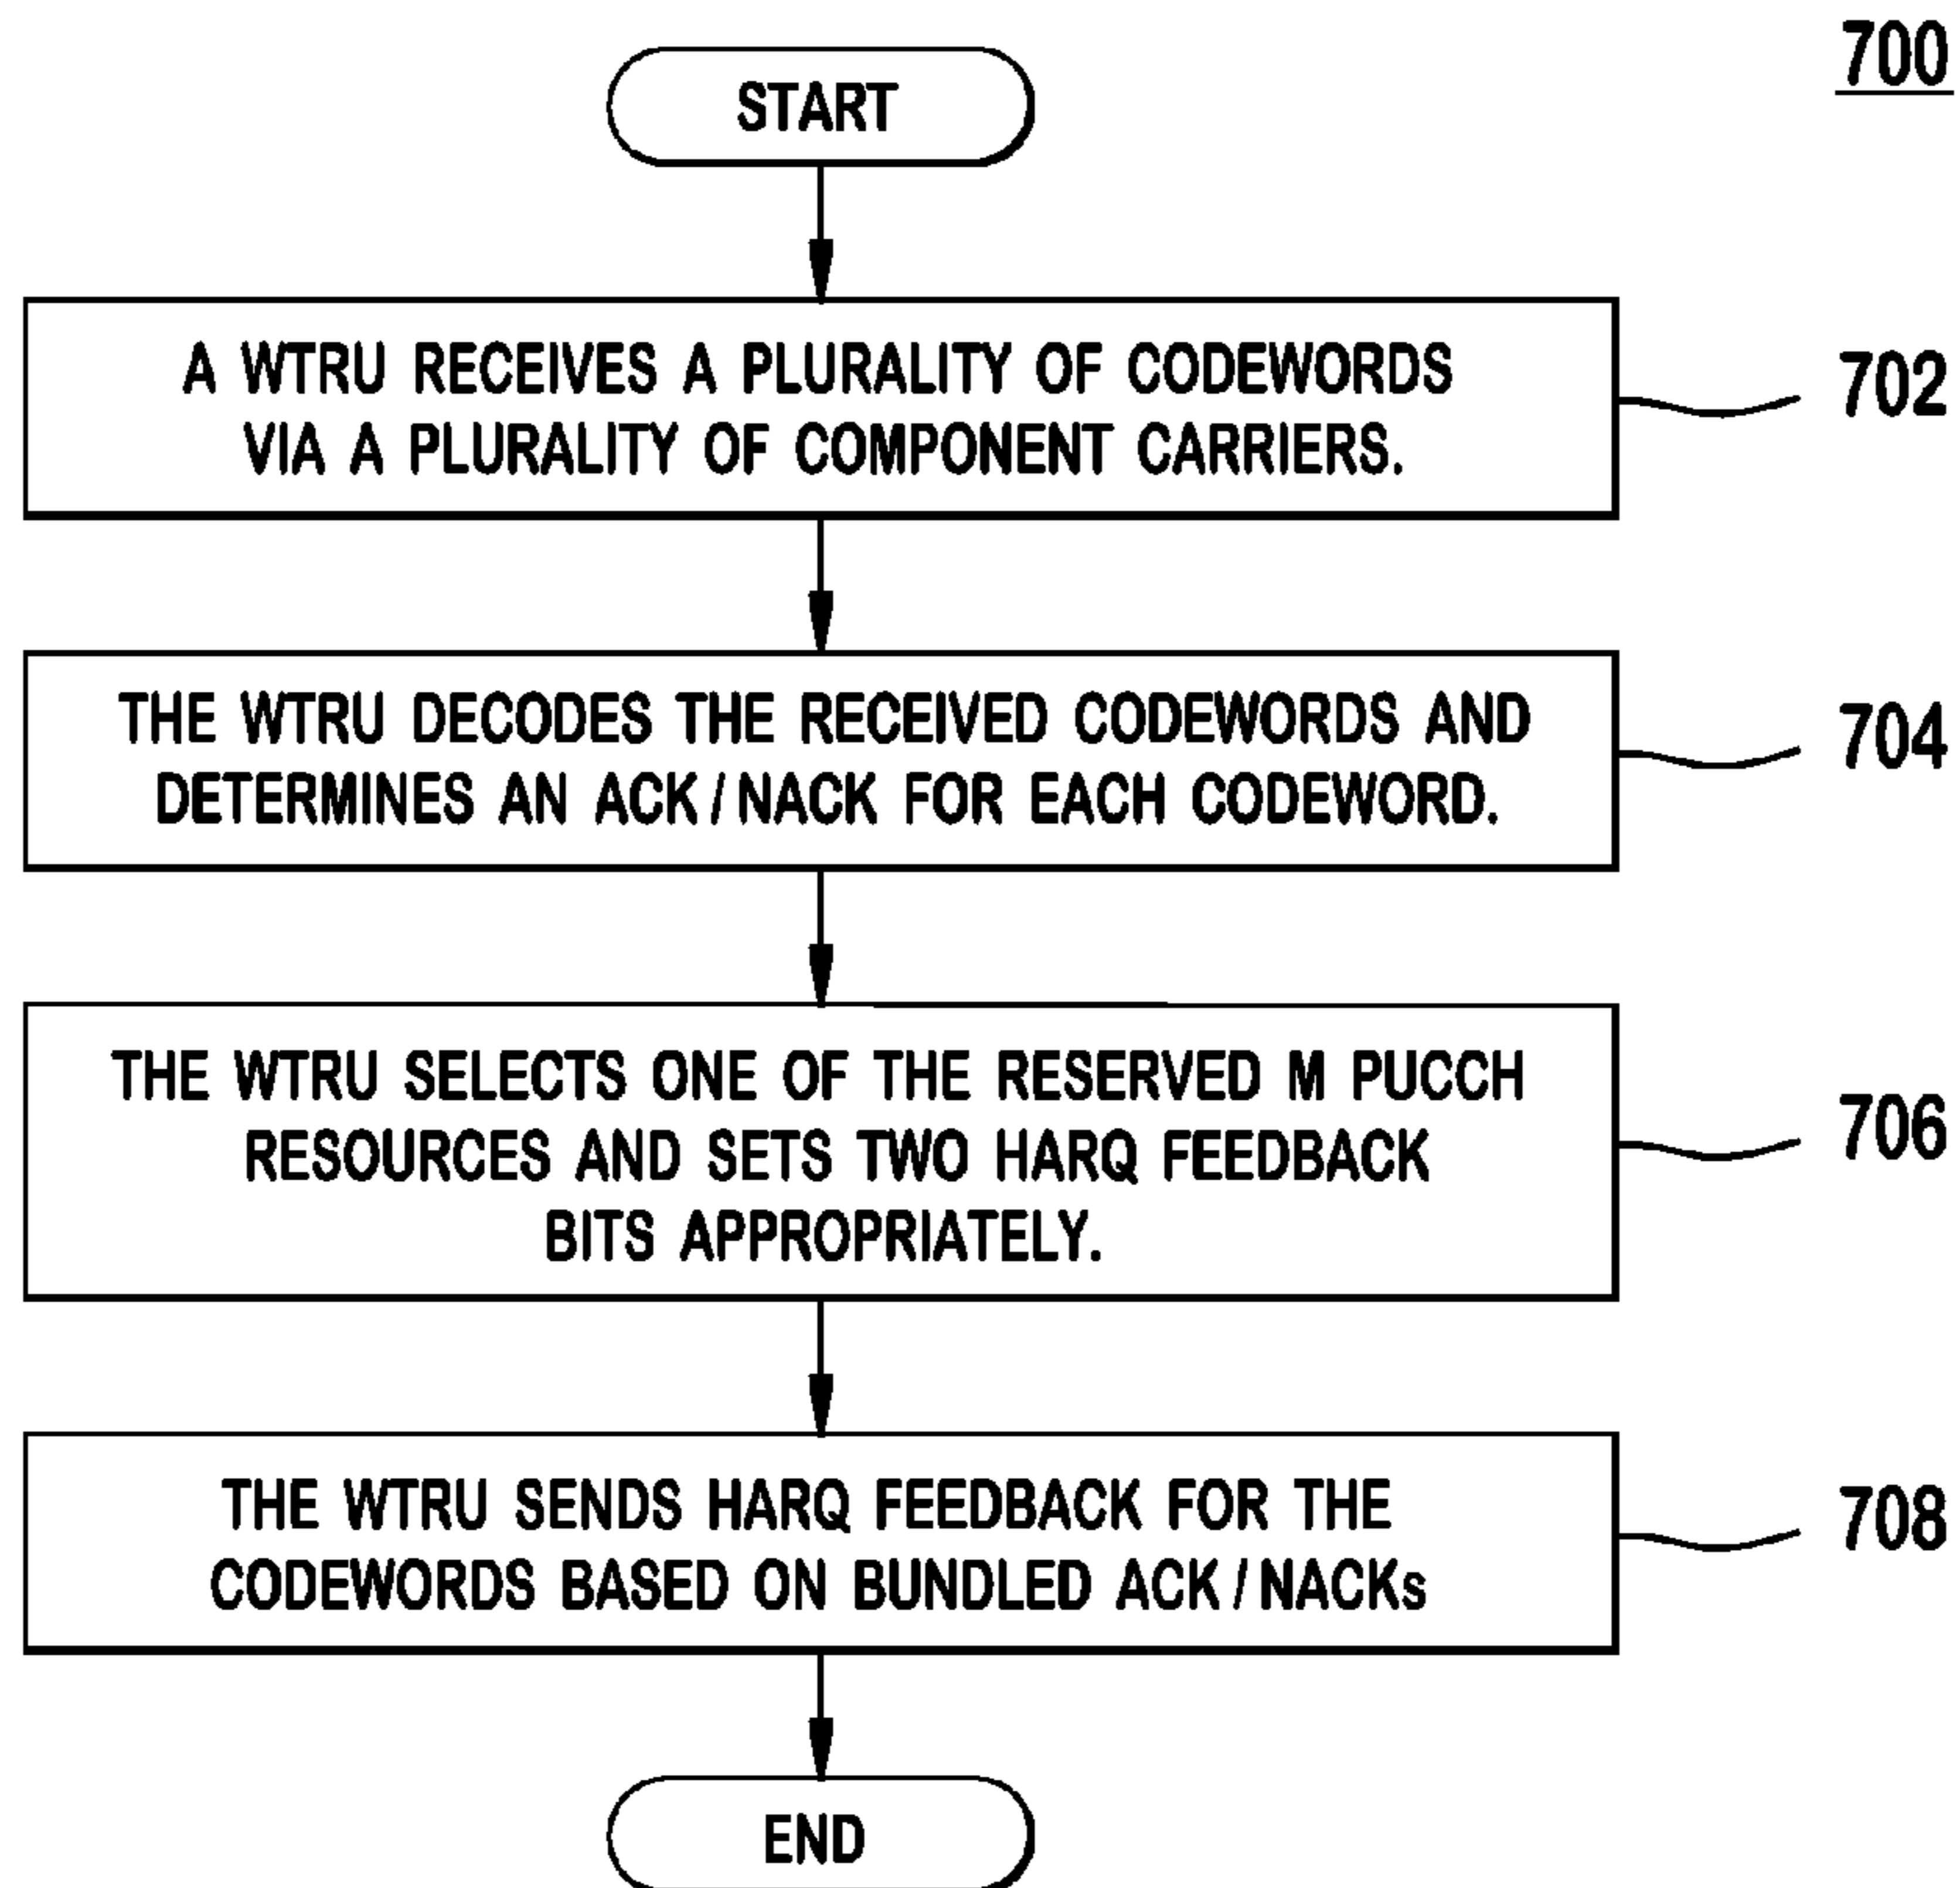 700
START
A WTRU RECEIVES A PLURALITY OF CODEWORDS
VIA A PLURALITY OF COMPONENT CARRIERS.
702
THE WTRU DECODES THE RECEIVED CODEWORDS AND
DETERMINES AN ACK/NACK FOR EACH CODEWORD.
704
THE WTRU SELECTS ONE OF THE RESERVED M PUCCH
RESOURCES AND SETS TWO HARQ FEEDBACK
BITS APPROPRIATELY.
706
THE WTRU SENDS HARQ FEEDBACK FOR THE
CODEWORDS BASED ON BUNDLED ACK/NACKs
708
END